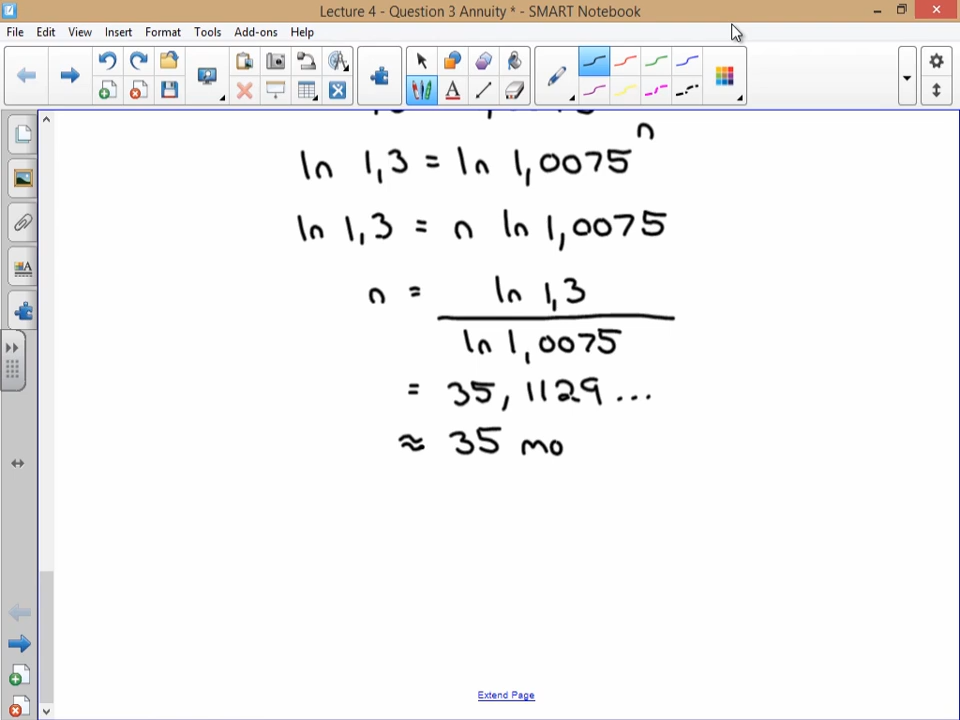 Lecture 4 - Question 3 Annuity * - SMART Notebook
File Edit View Insert Format Tools Add-ons Help
n
ln 1,3 = ln 1,0075
ln 1,3 = n ln 1,0075
n = ln 1,3
ln 1,0075
= 35,1129...
≈ 35 mo
Extend Page